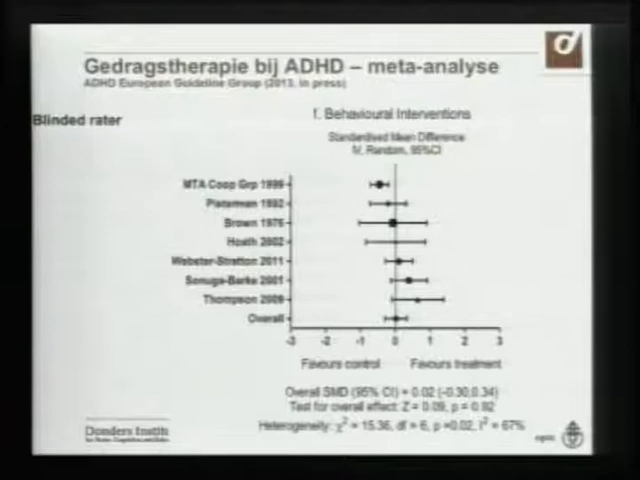 Gedragstherapie bij ADHD – meta-analyse
ADHD European Guideline Group (2013, in press)
Blinded rater
f. Behavioural Interventions
Standardised Mean Difference
IV, Random, 95%CI
MTA Coop Grp 1999
Pisterman 1992
Brown 1975
Hoath 2002
Webster-Stratton 2011
Sonuga-Barke 2001
Thompson 2009
Overall
-3 -2 -1 0 1 2 3
Favours control Favours treatment
Overall SMD (95% CI) = 0.02 (-0.30,0.34)
Test for overall effect: Z = 0.09, p = 0.92
Heterogeneity: χ² = 15.36, df = 6, p =0.02, I² = 67%
Donders Institute